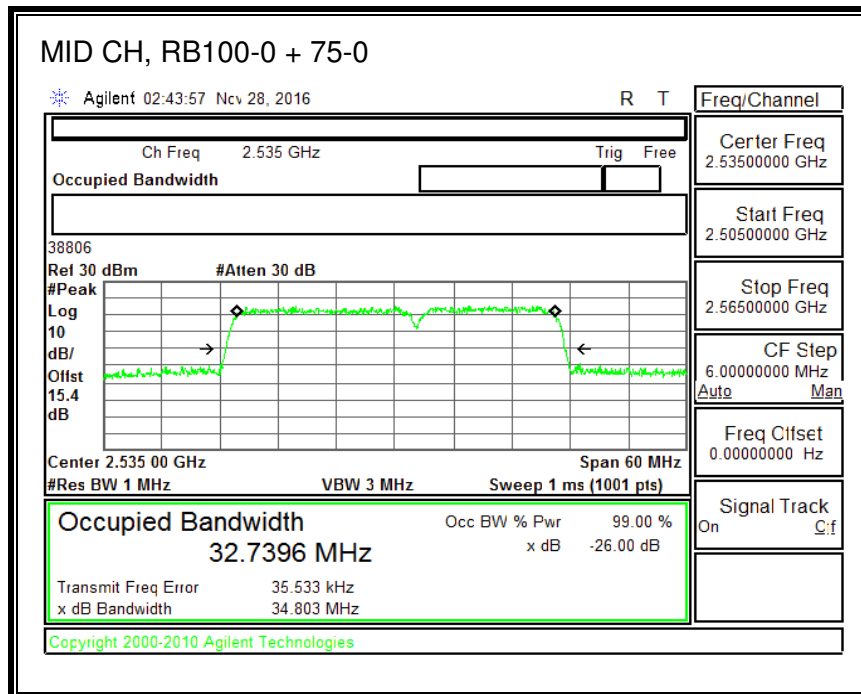 MID CH, RB100-0 + 75-0
Agilent 02:43:57 Nov 28, 2016 R T
Freq/Channel
Ch Freq 2.535 GHz Trig Free
Occupied Bandwidth
Center Freq
2.53500000 GHz
Start Freq
2.50500000 GHz
Stop Freq
2.56500000 GHz
CF Step
6.00000000 MHz
Auto Man
Freq Offset
0.00000000 Hz
Signal Track
On Off
38806
Ref 30 dBm #Atten 30 dB
#Peak
Log
10
dB/
Offst
15.4
dB
Center 2.535 00 GHz Span 60 MHz
#Res BW 1 MHz VBW 3 MHz Sweep 1 ms (1001 pts)
Occupied Bandwidth
32.7396 MHz
Occ BW % Pwr 99.00 %
x dB -26.00 dB
Transmit Freq Error 35.533 kHz
x dB Bandwidth 34.803 MHz
Copyright 2000-2010 Agilent Technologies